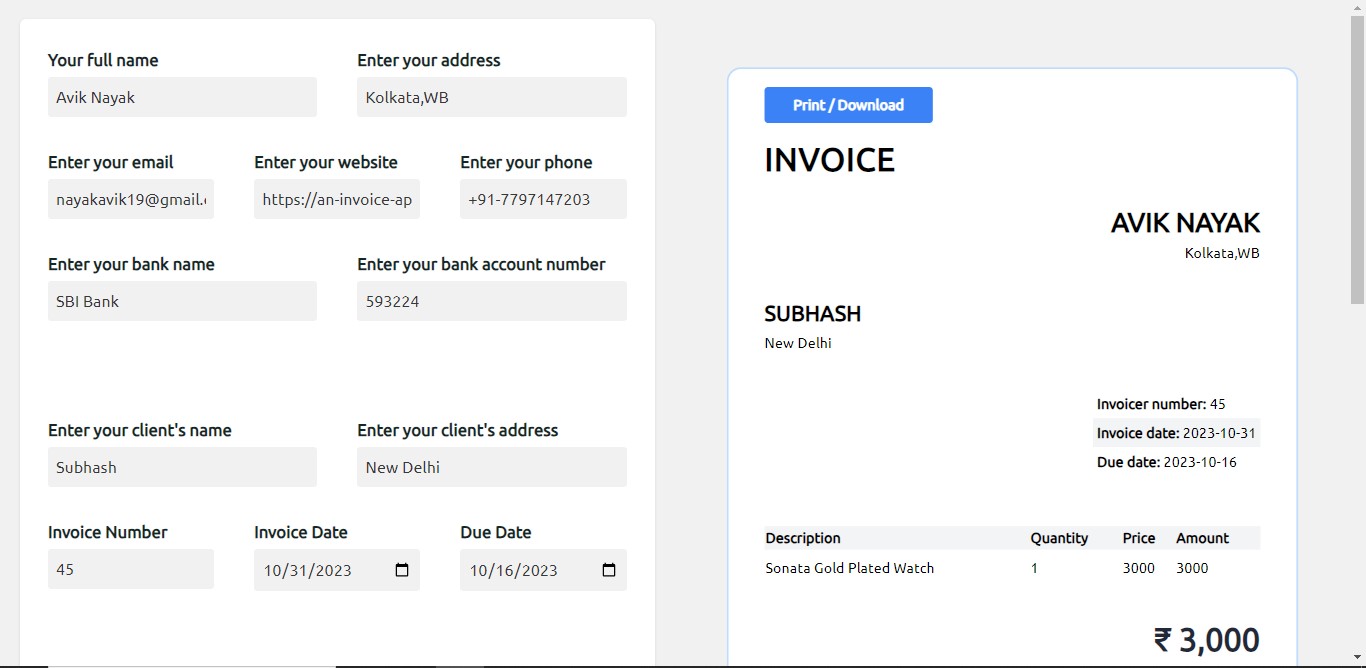 Your full name
Enter your address
Avik Nayak
Kolkata,WB
Enter your email
Enter your website
Enter your phone
nayakavik19@gmail.
https://an-invoice-ap
+91-7797147203
Enter your bank name
Enter your bank account number
SBI Bank
593224
Enter your client's name
Enter your client's address
Subhash
New Delhi
Invoice Number
Invoice Date
Due Date
45
10/31/2023
10/16/2023
Print / Download
INVOICE
AVIK NAYAK
Kolkata,WB
SUBHASH
New Delhi
Invoicer number: 45
Invoice date: 2023-10-31
Due date: 2023-10-16
Description Quantity Price Amount
Sonata Gold Plated Watch 1 3000 3000
₹ 3,000